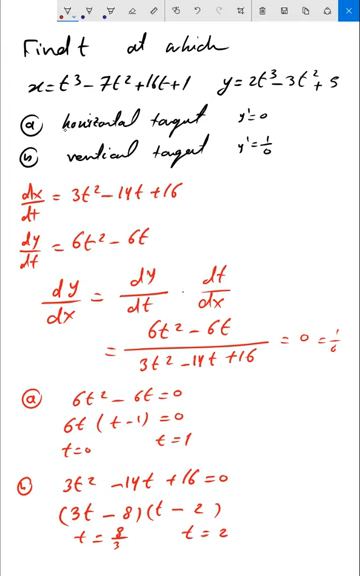 Find t at which
x = t³ - 7t² + 16t + 1 y = 2t³ - 3t² + 5
(a) horizontal tangut y' = 0
(b) ventical tangent y' = 1/0
dx/dt = 3t² - 14t + 16
dy/dt = 6t² - 6t
dy/dx = dy/dt · dt/dx
= (6t² - 6t)/(3t² - 14t + 16) = 0 = 1/0
(a) 6t² - 6t = 0
6t (t - 1) = 0
t = 0 t = 1
(b) 3t² - 14t + 16 = 0
(3t - 8)(t - 2)
t = 8/3 t = 2